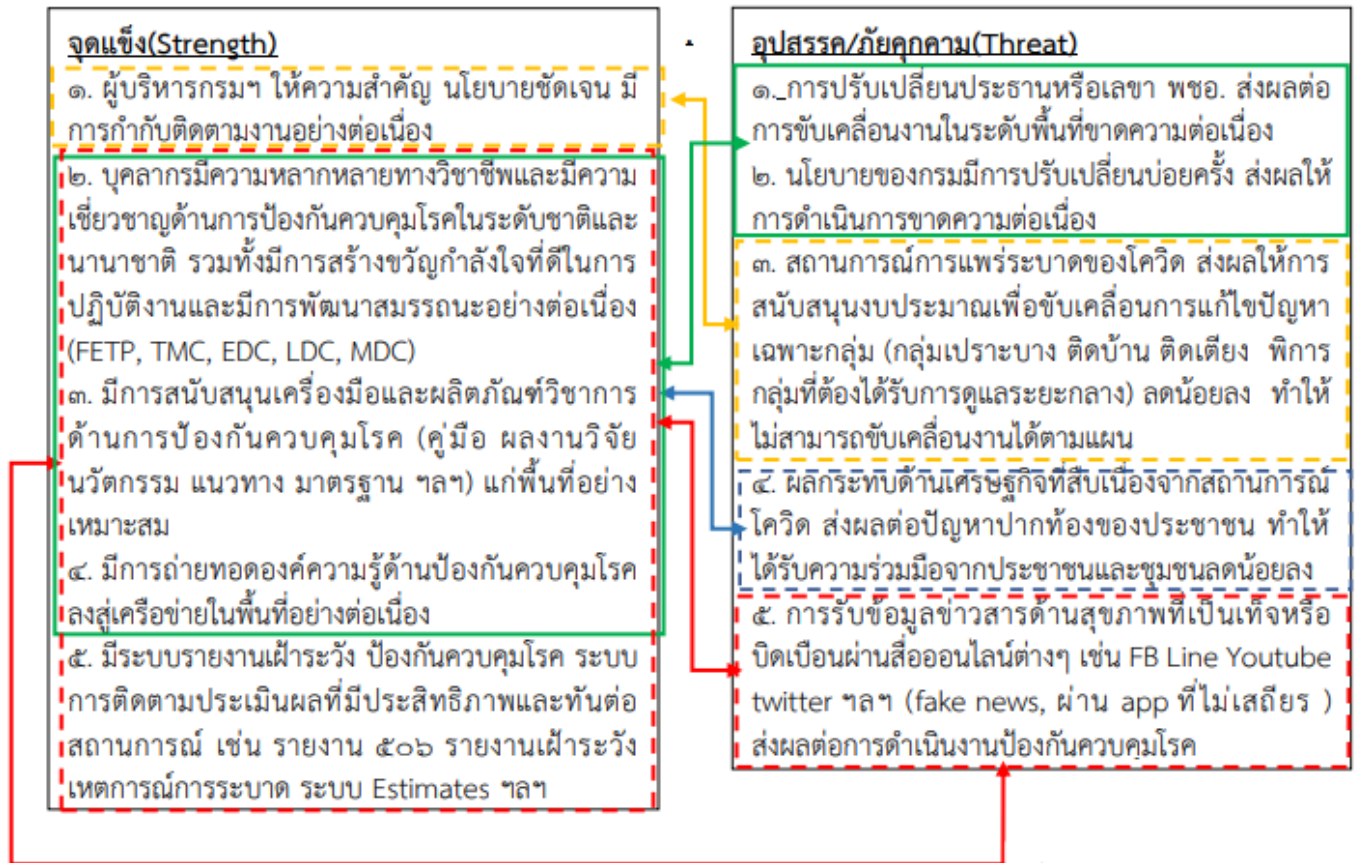 จุดแข็ง(Strength)
๑. ผู้บริหารกรมฯ ให้ความสำคัญ นโยบายชัดเจน มี
การกำกับติดตามงานอย่างต่อเนื่อง
๒. บุคลากรมีความหลากหลายทางวิชาชีพและมีความ
เชี่ยวชาญด้านการป้องกันควบคุมโรคในระดับชาติและ
นานาชาติ รวมทั้งมีการสร้างขวัญกำลังใจที่ดีในการ
ปฏิบัติงานและมีการพัฒนาสมรรถนะอย่างต่อเนื่อง
(FETP, TMC, EDC, LDC, MDC)
๓. มีการสนับสนุนเครื่องมือและผลิตภัณฑ์วิชาการ
ด้านการป้องกันควบคุมโรค (คู่มือ ผลงานวิจัย
นวัตกรรม แนวทาง มาตรฐาน ฯลฯ) แก่พื้นที่อย่าง
เหมาะสม
๔. มีการถ่ายทอดองค์ความรู้ด้านป้องกันควบคุมโรค
ลงสู่เครือข่ายในพื้นที่อย่างต่อเนื่อง
๕. มีระบบรายงานเฝ้าระวัง ป้องกันควบคุมโรค ระบบ
การติดตามประเมินผลที่มีประสิทธิภาพและทันต่อ
สถานการณ์ เช่น รายงาน ๕๐๖ รายงานเฝ้าระวัง
เหตการณ์การระบาด ระบบ Estimates ฯลฯ
อุปสรรค/ภัยคุกคาม(Threat)
๑. การปรับเปลี่ยนประธานหรือเลขา พชอ. ส่งผลต่อ
การขับเคลื่อนงานในระดับพื้นที่ขาดความต่อเนื่อง
๒. นโยบายของกรมมีการปรับเปลี่ยนบ่อยครั้ง ส่งผลให้
การดำเนินการขาดความต่อเนื่อง
๓. สถานการณ์การแพร่ระบาดของโควิด ส่งผลให้การ
สนับสนุนงบประมาณเพื่อขับเคลื่อนการแก้ไขปัญหา
เฉพาะกลุ่ม (กลุ่มเปราะบาง ติดบ้าน ติดเตียง พิการ
กลุ่มที่ต้องได้รับการดูแลระยะกลาง) ลดน้อยลง ทำให้
ไม่สามารถขับเคลื่อนงานได้ตามแผน
๔. ผลกระทบด้านเศรษฐกิจที่สืบเนื่องจากสถานการณ์
โควิด ส่งผลต่อปัญหาปากท้องของประชาชน ทำให้
ได้รับความร่วมมือจากประชาชนและชุมชนลดน้อยลง
๕. การรับข้อมูลข่าวสารด้านสุขภาพที่เป็นเท็จหรือ
บิดเบือนผ่านสื่อออนไลน์ต่างๆ เช่น FB Line Youtube
twitter ฯลฯ (fake news, ผ่าน app ที่ไม่เสถียร )
ส่งผลต่อการดำเนินงานป้องกันควบคุมโรค